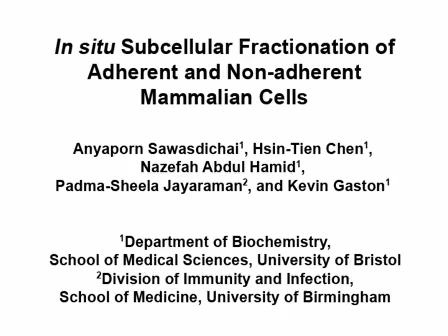 In situ Subcellular Fractionation of
Adherent and Non-adherent
Mammalian Cells
Anyaporn Sawasdichai¹, Hsin-Tien Chen¹,
Nazefah Abdul Hamid¹,
Padma-Sheela Jayaraman², and Kevin Gaston¹
¹Department of Biochemistry,
School of Medical Sciences, University of Bristol
²Division of Immunity and Infection,
School of Medicine, University of Birmingham